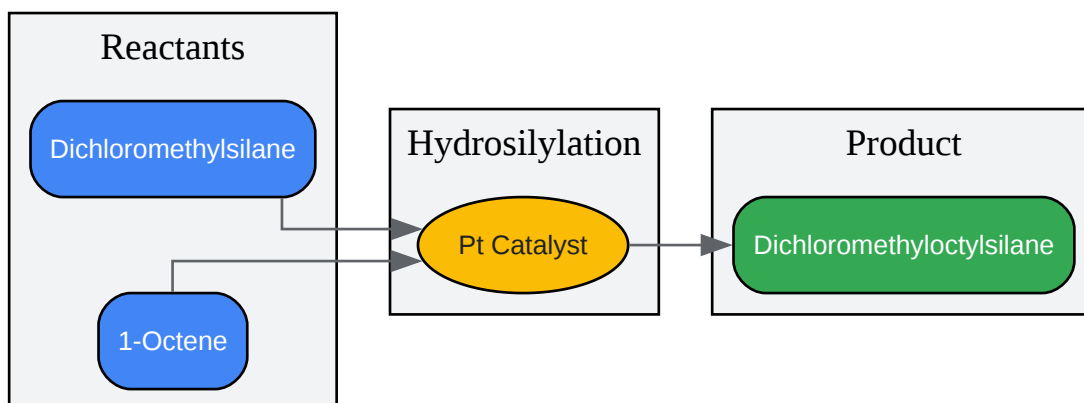 Reactants
Dichloromethylsilane
1-Octene
Hydrosilylation
Pt Catalyst
Product
Dichloromethyloctylsilane